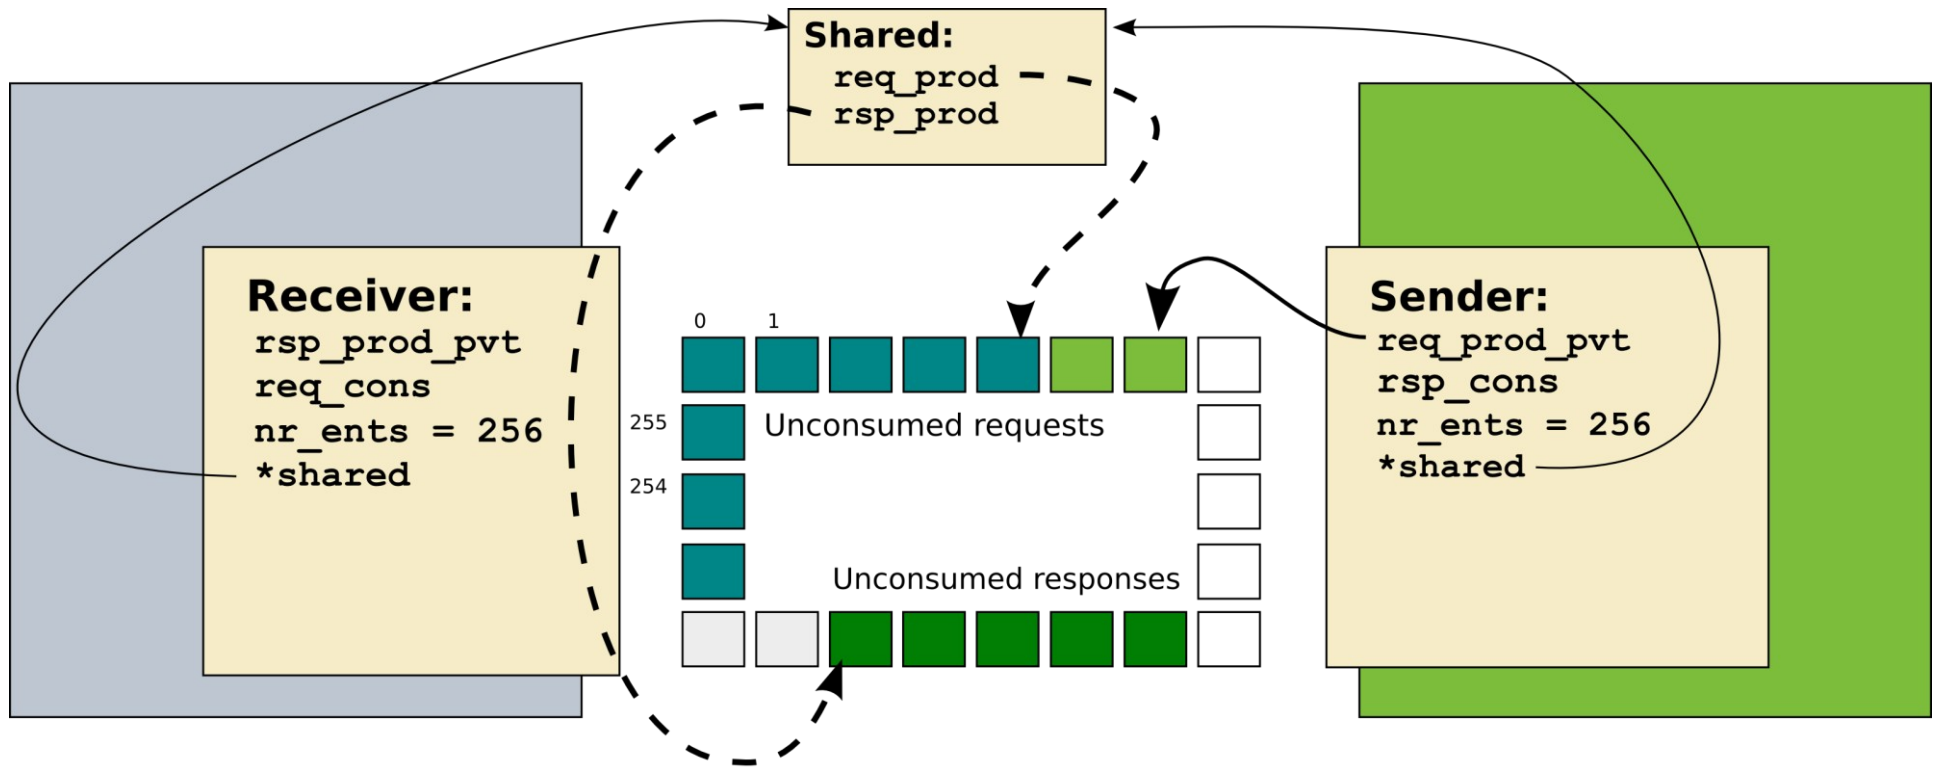 Shared:
req_prod
rsp_prod
Receiver:
rsp_prod_pvt
req_cons
nr_ents = 256
*shared
0 1
255
254
Unconsumed requests
Unconsumed responses
Sender:
req_prod_pvt
rsp_cons
nr_ents = 256
*shared